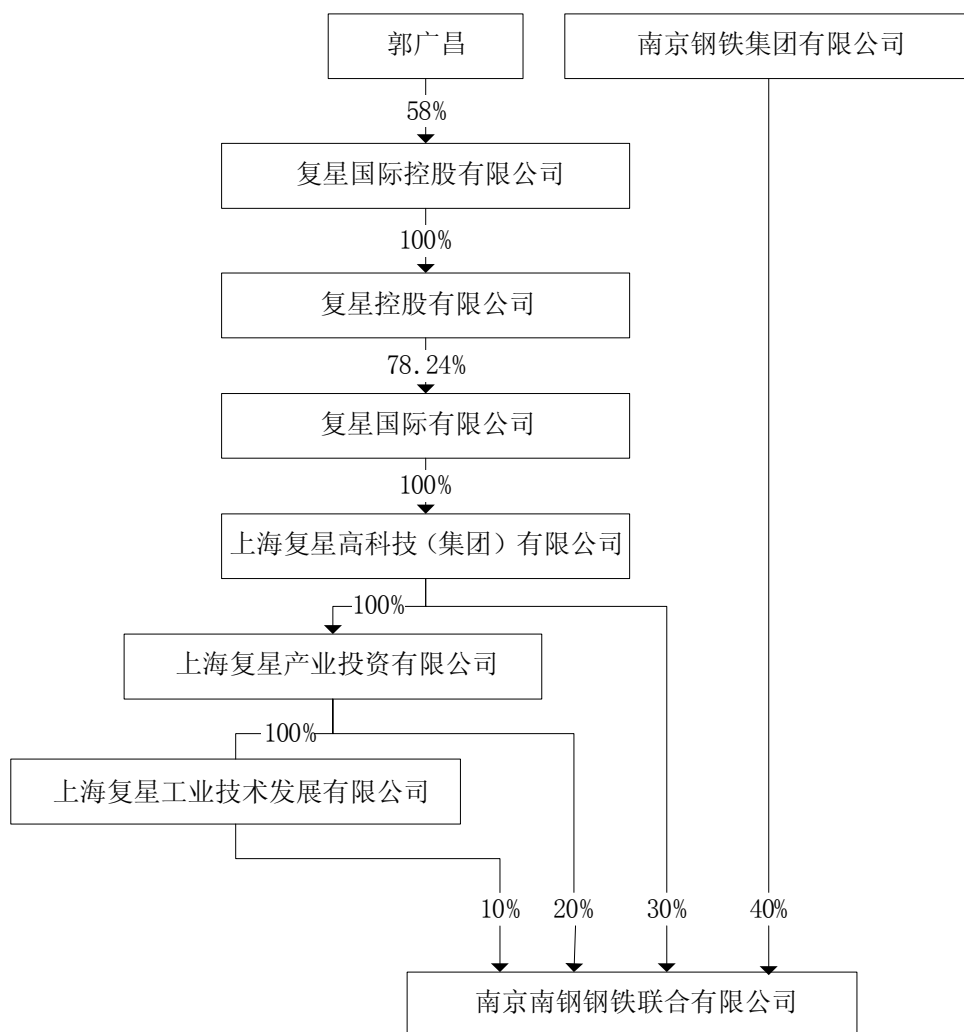 郭广昌
南京钢铁集团有限公司
58%
复星国际控股有限公司
100%
复星控股有限公司
78.24%
复星国际有限公司
100%
上海复星高科技（集团）有限公司
100%
上海复星产业投资有限公司
100%
上海复星工业技术发展有限公司
10%
20%
30%
40%
南京南钢钢铁联合有限公司